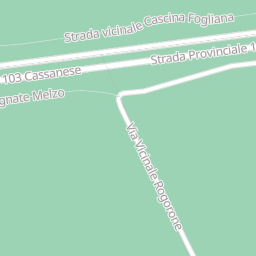 Strada vicinale Cascina Fogliana
Strada Provinciale 1
103 Cassanese
gnate Melzo
Via Vicinale Rogorone